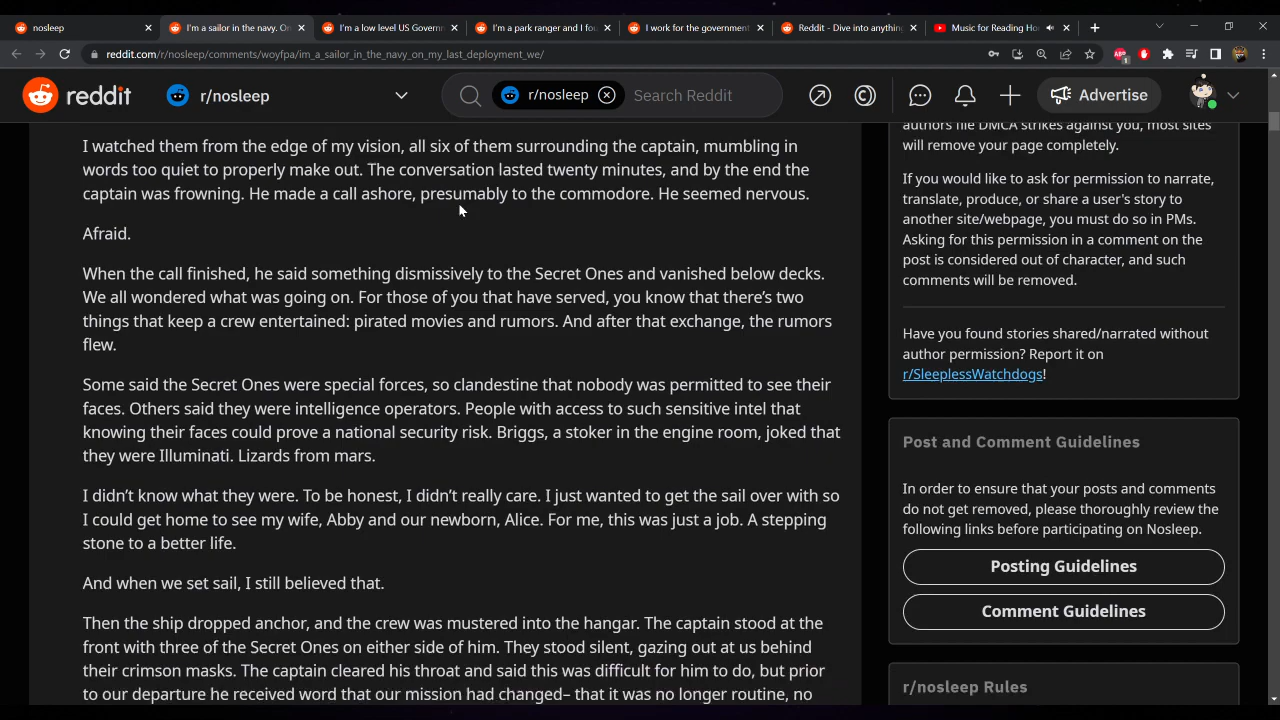 nosleep
I'm a sailor in the navy. On
I'm a low level US Governm
I'm a park ranger and I fou
I work for the government
Reddit - Dive into anything
Music for Reading Ho
reddit.com/r/nosleep/comments/woyfpa/im_a_sailor_in_the_navy_on_my_last_deployment_we/
ABP
1
reddit
r/nosleep
r/nosleep
Search Reddit
Advertise
I watched them from the edge of my vision, all six of them surrounding the captain, mumbling in
words too quiet to properly make out. The conversation lasted twenty minutes, and by the end the
captain was frowning. He made a call ashore, presumably to the commodore. He seemed nervous.
Afraid.
When the call finished, he said something dismissively to the Secret Ones and vanished below decks.
We all wondered what was going on. For those of you that have served, you know that there's two
things that keep a crew entertained: pirated movies and rumors. And after that exchange, the rumors
flew.
Some said the Secret Ones were special forces, so clandestine that nobody was permitted to see their
faces. Others said they were intelligence operators. People with access to such sensitive intel that
knowing their faces could prove a national security risk. Briggs, a stoker in the engine room, joked that
they were Illuminati. Lizards from mars.
I didn't know what they were. To be honest, I didn't really care. I just wanted to get the sail over with so
I could get home to see my wife, Abby and our newborn, Alice. For me, this was just a job. A stepping
stone to a better life.
And when we set sail, I still believed that.
Then the ship dropped anchor, and the crew was mustered into the hangar. The captain stood at the
front with three of the Secret Ones on either side of him. They stood silent, gazing out at us behind
their crimson masks. The captain cleared his throat and said this was difficult for him to do, but prior
to our departure he received word that our mission had changed– that it was no longer routine, no
authors file DMCA strikes against you, most sites
will remove your page completely.
If you would like to ask for permission to narrate,
translate, produce, or share a user's story to
another site/webpage, you must do so in PMs.
Asking for this permission in a comment on the
post is considered out of character, and such
comments will be removed.
Have you found stories shared/narrated without
author permission? Report it on
r/SleeplessWatchdogs!
Post and Comment Guidelines
In order to ensure that your posts and comments
do not get removed, please thoroughly review the
following links before participating on Nosleep.
Posting Guidelines
Comment Guidelines
r/nosleep Rules